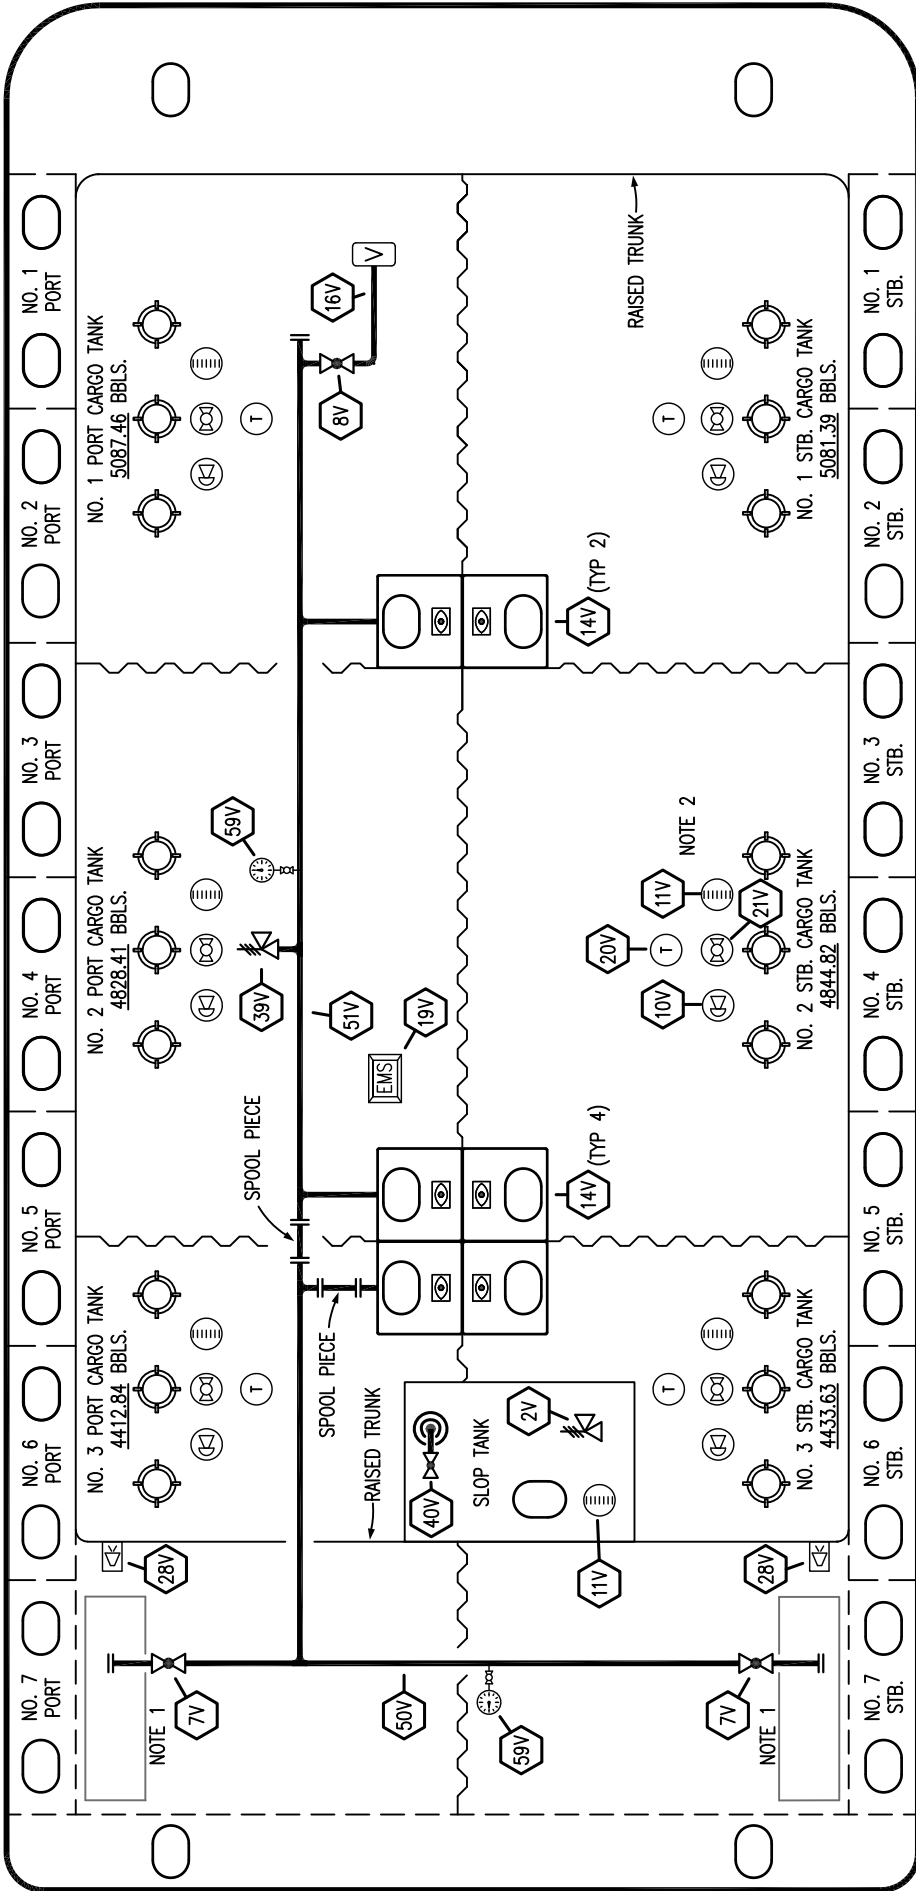 NO. 1
PORT
NO. 2
PORT
NO. 3
PORT
NO. 4
PORT
NO. 5
PORT
NO. 6
PORT
NO. 7
PORT
NO. 1 PORT CARGO TANK
5087.46 BBLS.
NO. 2 PORT CARGO TANK
4828.41 BBLS.
NO. 3 PORT CARGO TANK
4412.84 BBLS.
T
T
V
16V
8V
59V
39V
51V
19V
EMS
SPOOL PIECE
SPOOL PIECE
RAISED TRUNK
28V
7V
NOTE 1
50V
59V
40V
SLOP TANK
2V
11V
14V (TYP 2)
14V (TYP 4)
RAISED TRUNK
NOTE 2
11V
20V
T
21V
10V
T
T
28V
7V
NOTE 1
NO. 1 STB. CARGO TANK
5081.39 BBLS.
NO. 2 STB. CARGO TANK
4844.82 BBLS.
NO. 3 STB. CARGO TANK
4433.63 BBLS.
NO. 1
STB.
NO. 2
STB.
NO. 3
STB.
NO. 4
STB.
NO. 5
STB.
NO. 6
STB.
NO. 7
STB.